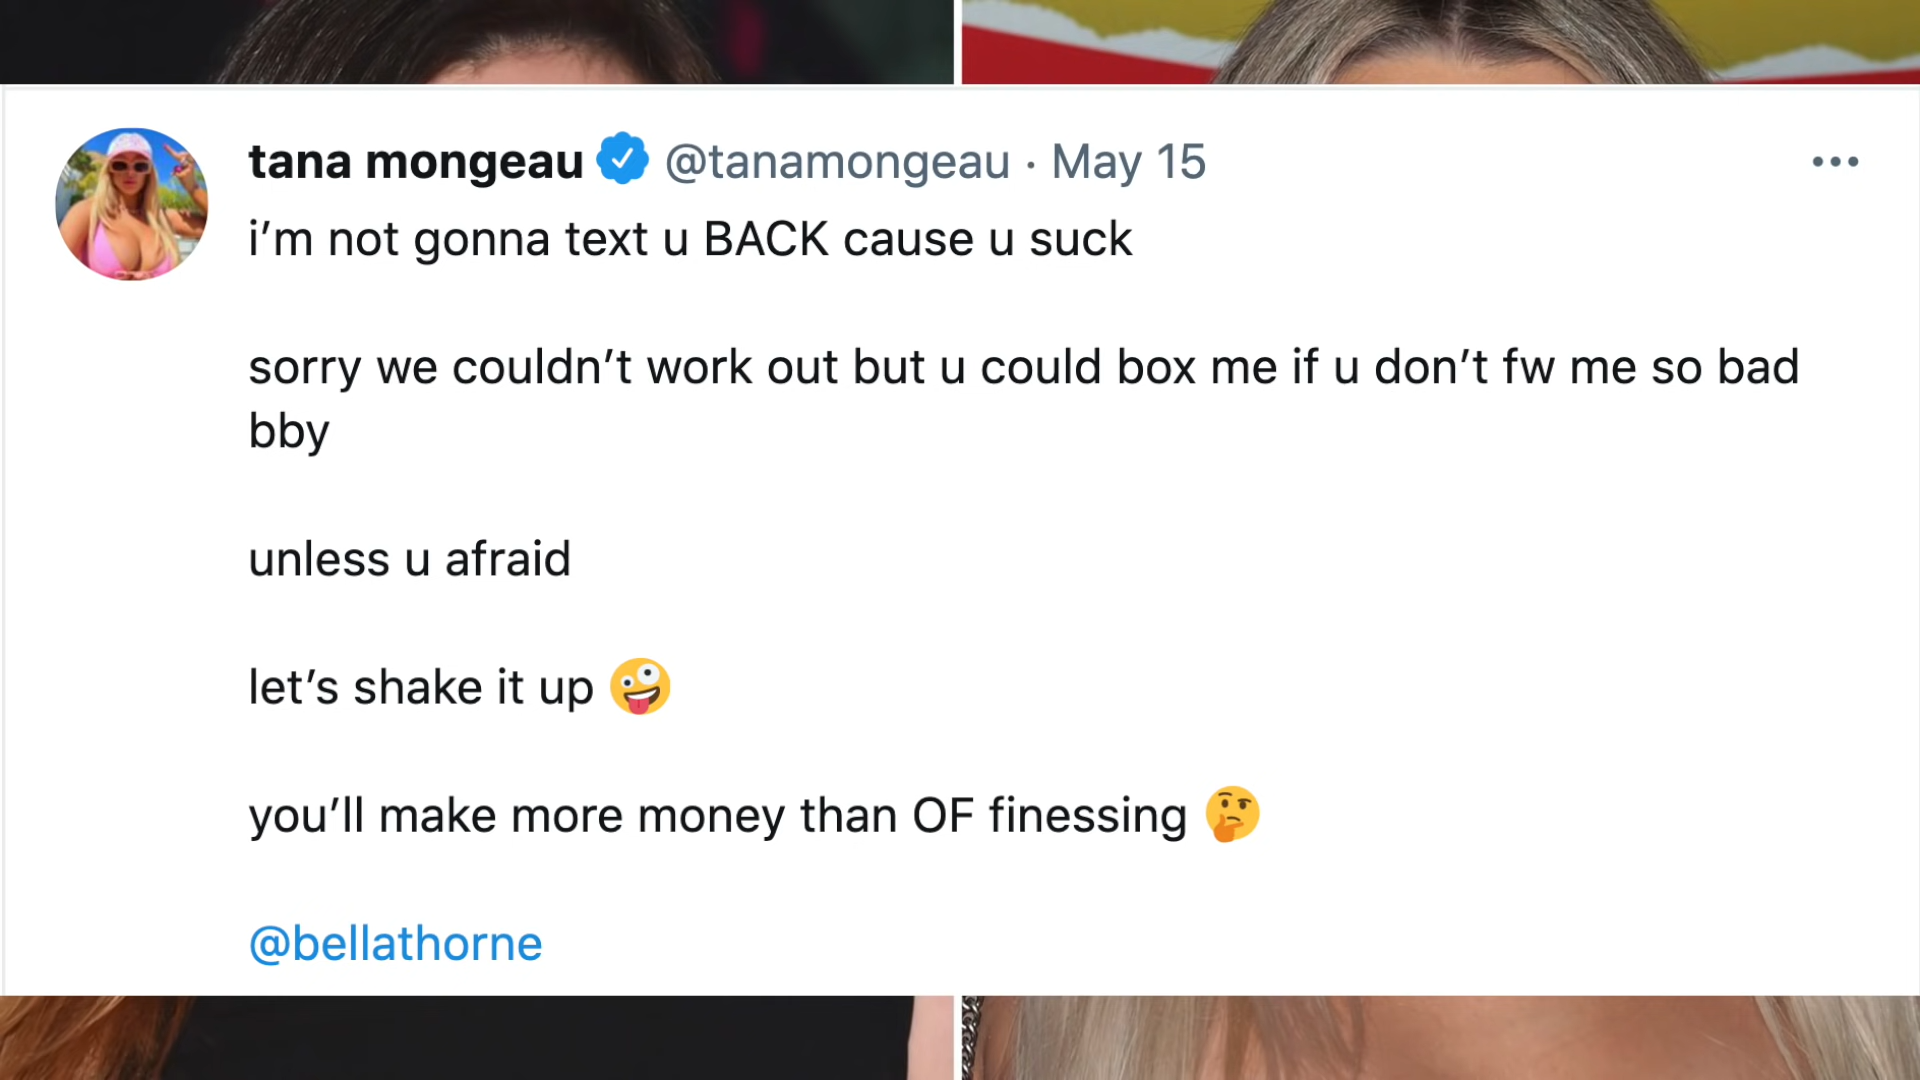 tana mongeau @tanamongeau · May 15
i’m not gonna text u BACK cause u suck
sorry we couldn’t work out but u could box me if u don’t fw me so bad
bby
unless u afraid
let’s shake it up 🤪
you’ll make more money than OF finessing 🤔
@bellathorne